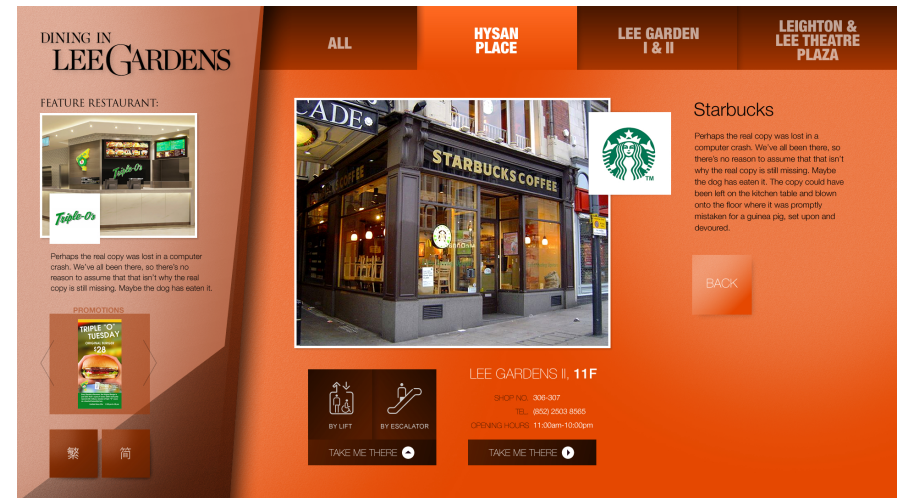 DINING IN
LEE GARDENS
ALL
HYSAN
PLACE
LEE GARDEN
I & II
LEIGHTON &
LEE THEATRE
PLAZA
FEATURE RESTAURANT:
Triple-O's
Triple-O's
Perhaps the real copy was lost in a computer
crash. We've all been there, so there's no
reason to assume that that isn't why the real
copy is still missing. Maybe the dog has eaten it.
PROMOTIONS
TRIPLE "O"
TUESDAY
ORIGINAL BURGER
$28
繁
简
CADE
STARBUCKS COFFEE
TM
Starbucks
Perhaps the real copy was lost in a
computer crash. We've all been there, so
there's no reason to assume that that isn't
why the real copy is still missing. Maybe
the dog has eaten it. The copy could have
been left on the kitchen table and blown
onto the floor where it was promptly
mistaken for a guinea pig, set upon and
devoured.
BACK
BY LIFT
BY ESCALATOR
TAKE ME THERE
LEE GARDENS II, 11F
SHOP NO. 306-307
TEL. (852) 2503 8565
OPENING HOURS 11:00am-10:00pm
TAKE ME THERE